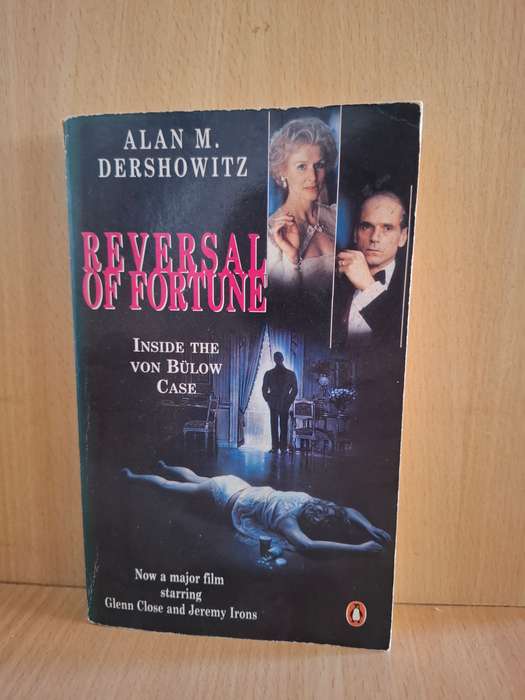 ALAN M.
DERSHOWITZ
REVERSAL
OF FORTUNE
INSIDE THE
VON BÜLOW
CASE
Now a major film
starring
Glenn Close and Jeremy Irons